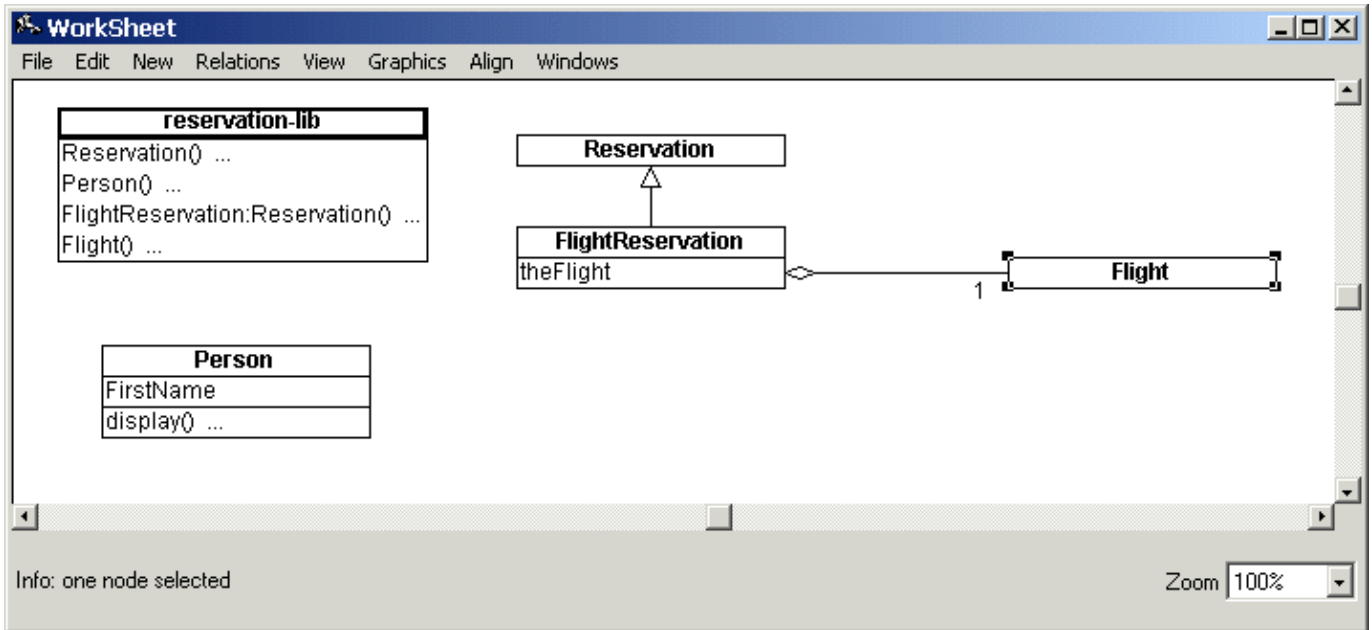 WorkSheet
File Edit New Relations View Graphics Align Windows
reservation-lib
Reservation() ...
Person() ...
FlightReservation:Reservation() ...
Flight() ...
Reservation
FlightReservation
theFlight
1
Flight
Person
FirstName
display() ...
Info: one node selected
Zoom 100%